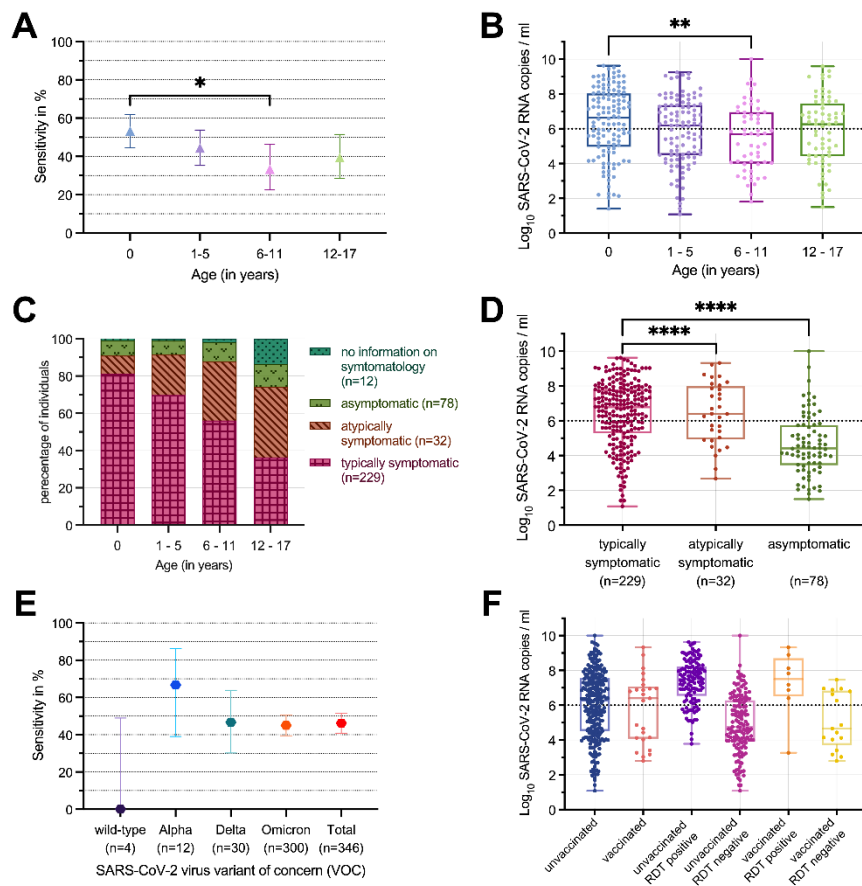 A
Sensitivity in %
100
80
60
40
20
0
*
0 1-5 6-11 12-17
Age (in years)
B
Log10 SARS-CoV-2 RNA copies / ml
10
8
6
4
2
0
**
0 1 - 5 6 - 11 12 - 17
Age (in years)
C
perecentage of individuals
100
80
60
40
20
0
0 1 - 5 6 - 11 12 - 17
Age (in years)
no information on
symtomatology
(n=12)
asymptomatic (n=78)
atypically
symptomatic (n=32)
typically symptomatic
(n=229)
D
Log10 SARS-CoV-2 RNA copies / ml
10
8
6
4
2
0
****
****
typically
symptomatic
(n=229)
atypically
symptomatic
(n=32)
asymptomatic
(n=78)
E
Sensitivity in %
100
80
60
40
20
0
wild-type Alpha Delta Omicron Total
(n=4) (n=12) (n=30) (n=300) (n=346)
SARS-CoV-2 virus variant of concern (VOC)
F
Log10 SARS-CoV-2 RNA copies / ml
10
8
6
4
2
0
unvaccinated
vaccinated
unvaccinated
RDT positive
unvaccinated
RDT negative
vaccinated
RDT positive
vaccinated
RDT negative